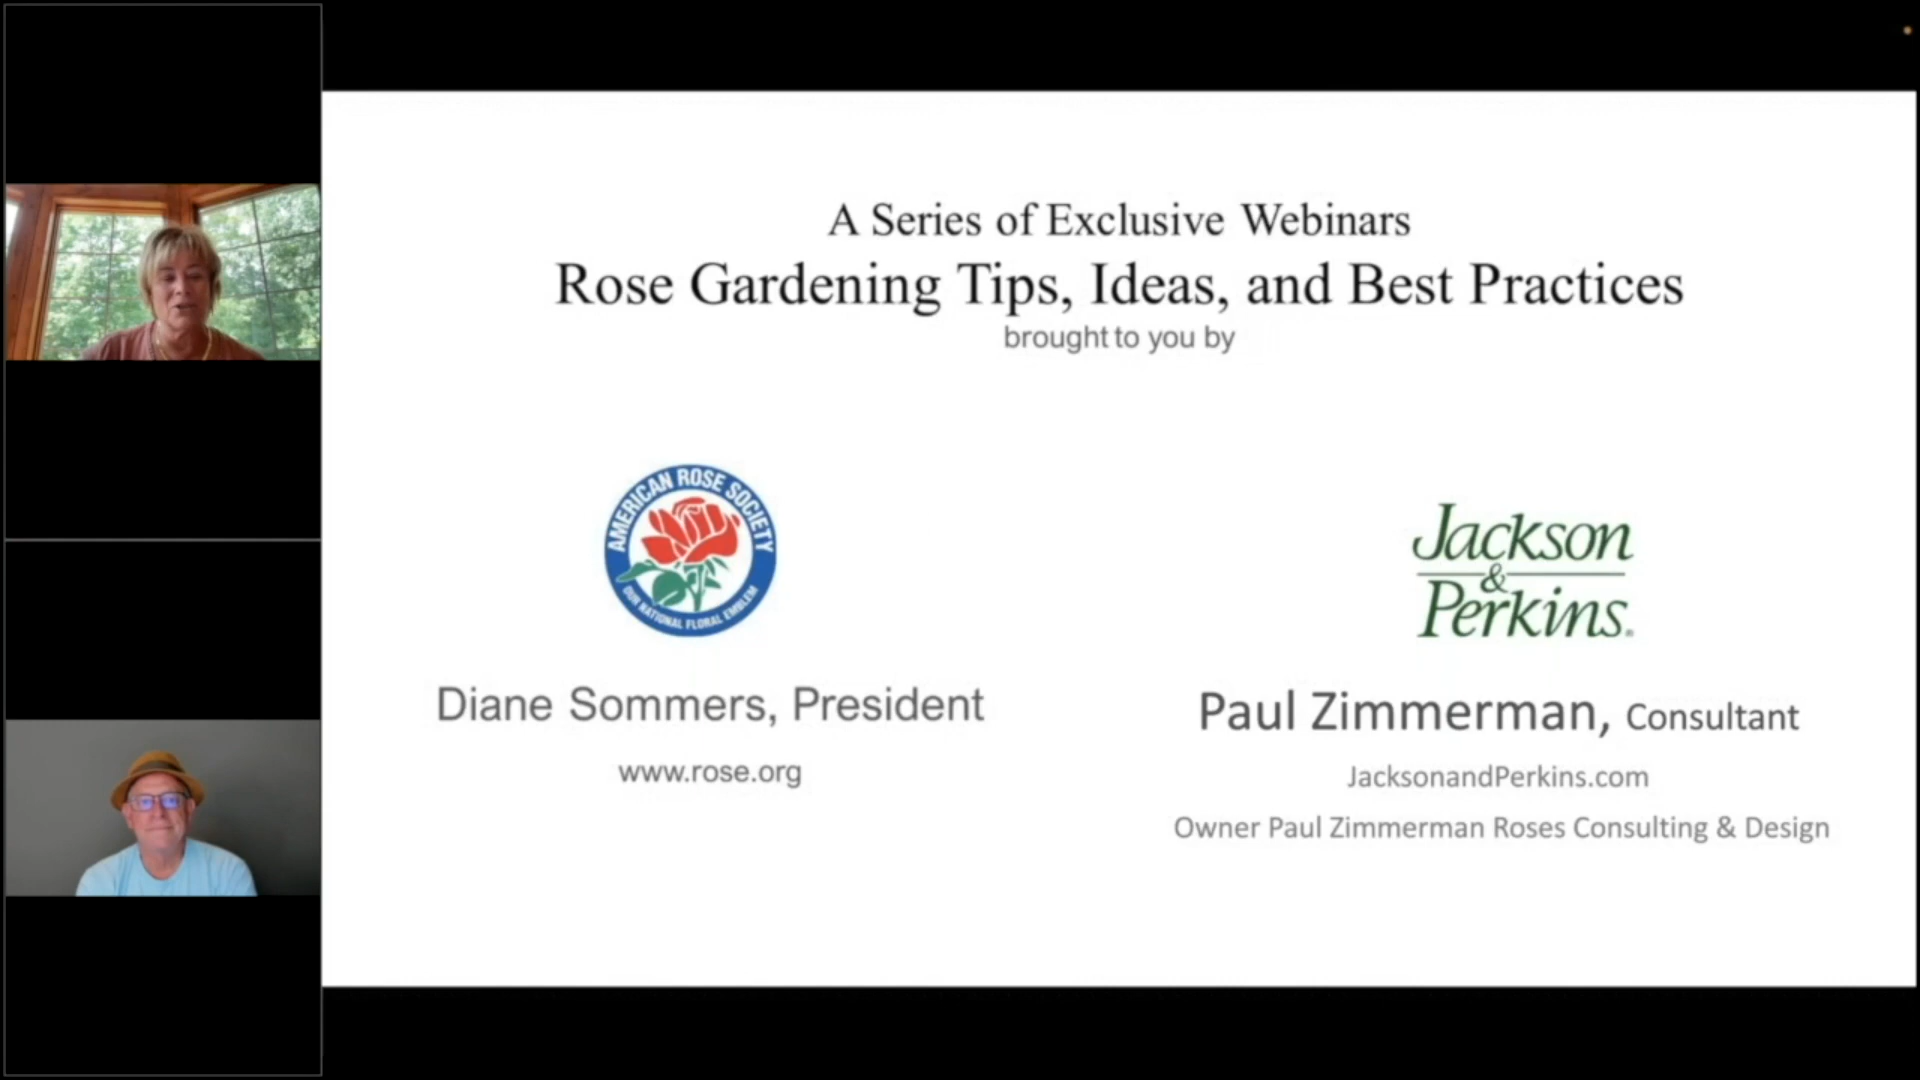 A Series of Exclusive Webinars
Rose Gardening Tips, Ideas, and Best Practices
brought to you by
AMERICAN ROSE SOCIETY
OUR NATIONAL FLORAL EMBLEM
Diane Sommers, President
www.rose.org
Jackson
&
Perkins
Paul Zimmerman, Consultant
JacksonandPerkins.com
Owner Paul Zimmerman Roses Consulting & Design